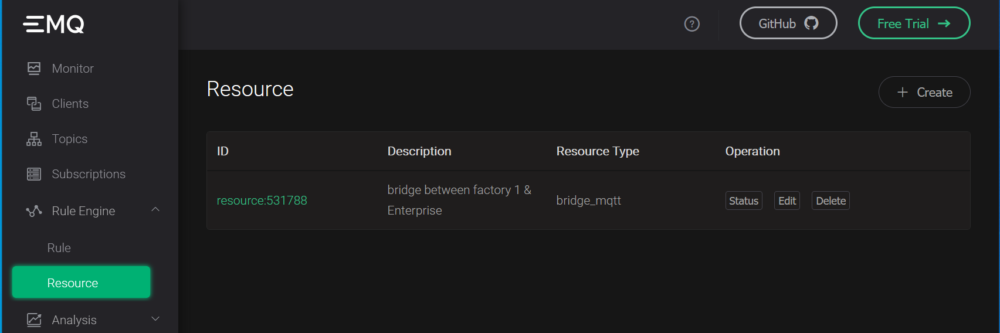 EMQ
GitHub
Free Trial
Monitor
Clients
Topics
Subscriptions
Rule Engine
Rule
Resource
Analysis
Resource
+ Create
ID Description Resource Type Operation
resource:531788 bridge between factory 1 & Enterprise bridge_mqtt Status Edit Delete